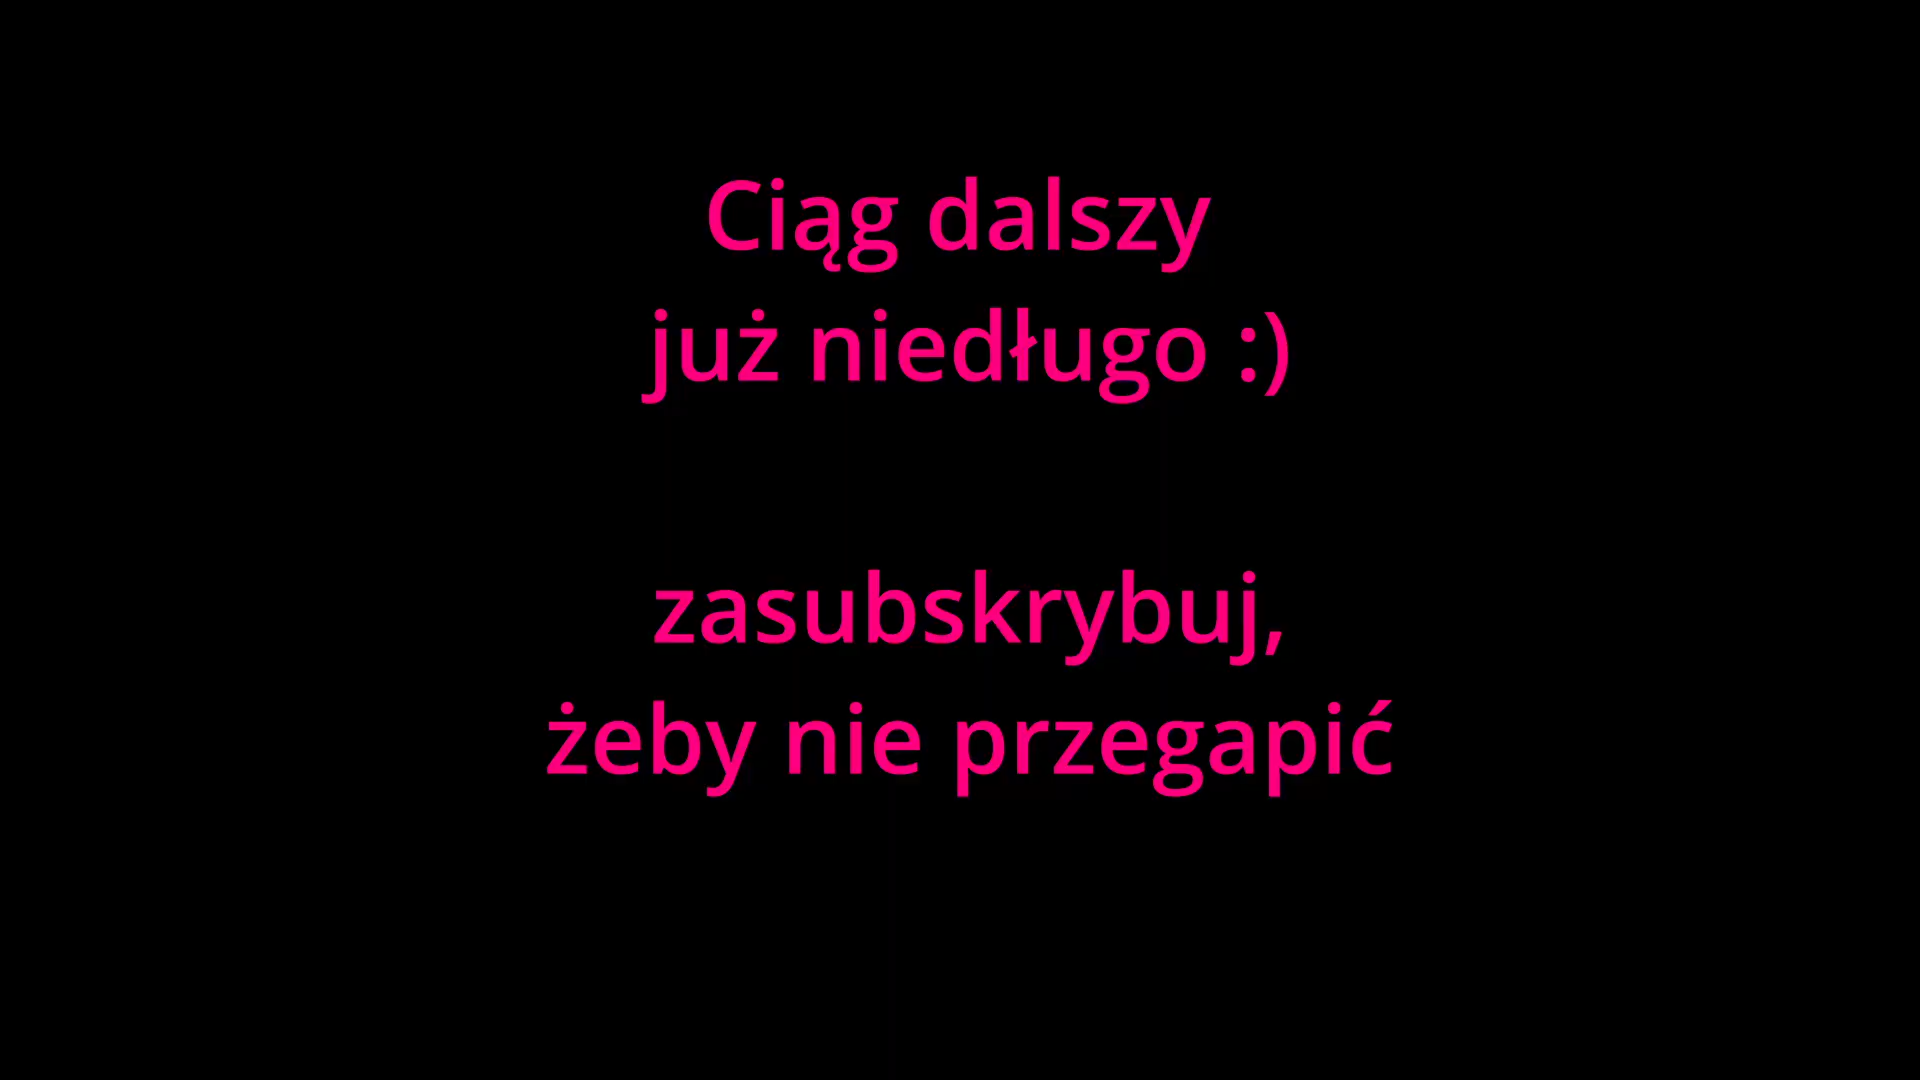 Ciąg dalszy
już niedługo :)
zasubskrybuj,
żeby nie przegapić